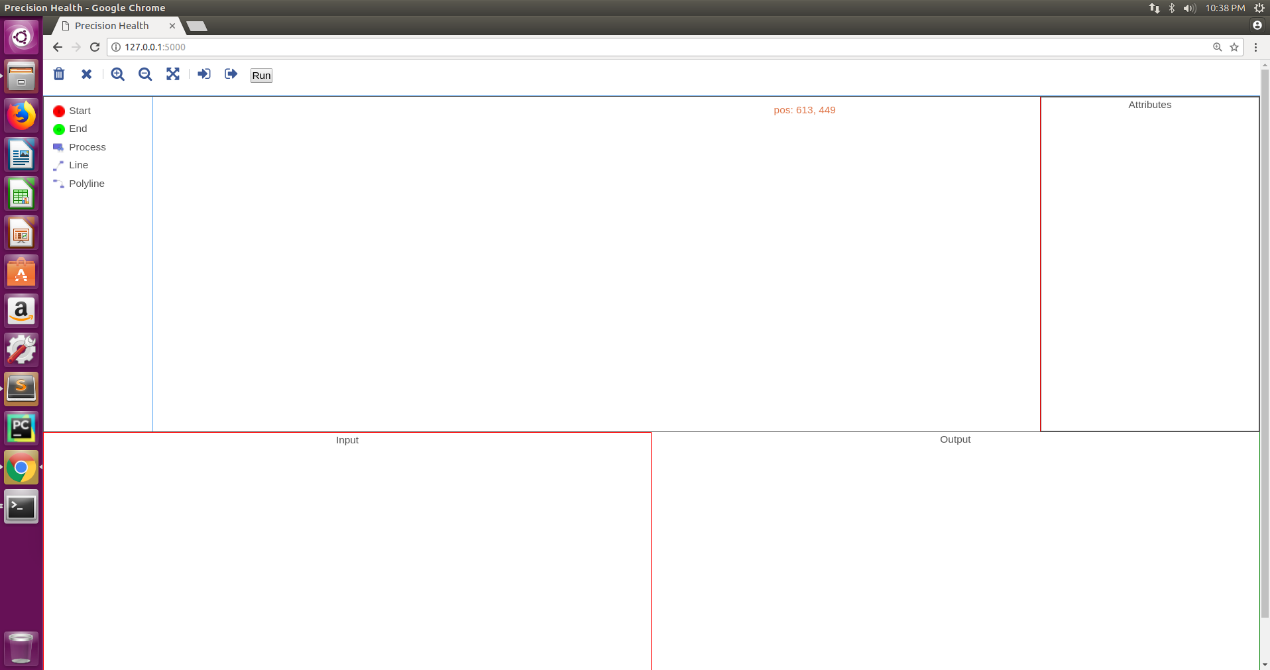 Precision Health - Google Chrome
10:38 PM
Precision Health
127.0.0.1:5000
Run
Start
End
Process
Line
Polyline
pos: 613, 449
Attributes
Input
Output